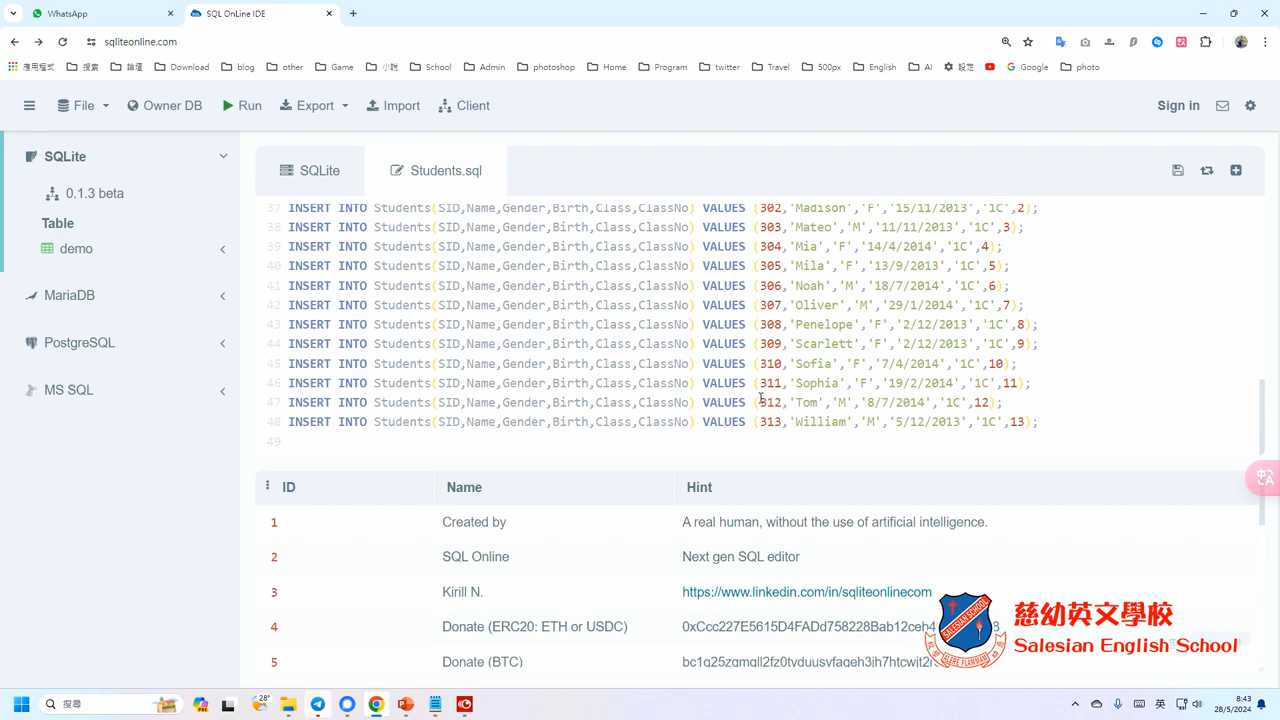 WhatsApp
SQL OnLine IDE
sqliteonline.com
應用程式 搜索 論壇 Download blog other Game 小說 School Admin photoshop Home Program twitter Travel 500px English AI 設定 Google photo
File Owner DB Run Export Import Client Sign in
SQLite
0.1.3 beta
Table
demo
MariaDB
PostgreSQL
MS SQL
SQLite Students.sql
37 INSERT INTO Students(SID,Name,Gender,Birth,Class,ClassNo) VALUES (302,'Madison','F','15/11/2013','1C',2);
38 INSERT INTO Students(SID,Name,Gender,Birth,Class,ClassNo) VALUES (303,'Mateo','M','11/11/2013','1C',3);
39 INSERT INTO Students(SID,Name,Gender,Birth,Class,ClassNo) VALUES (304,'Mia','F','14/4/2014','1C',4);
40 INSERT INTO Students(SID,Name,Gender,Birth,Class,ClassNo) VALUES (305,'Mila','F','13/9/2013','1C',5);
41 INSERT INTO Students(SID,Name,Gender,Birth,Class,ClassNo) VALUES (306,'Noah','M','18/7/2014','1C',6);
42 INSERT INTO Students(SID,Name,Gender,Birth,Class,ClassNo) VALUES (307,'Oliver','M','29/1/2014','1C',7);
43 INSERT INTO Students(SID,Name,Gender,Birth,Class,ClassNo) VALUES (308,'Penelope','F','2/12/2013','1C',8);
44 INSERT INTO Students(SID,Name,Gender,Birth,Class,ClassNo) VALUES (309,'Scarlett','F','2/12/2013','1C',9);
45 INSERT INTO Students(SID,Name,Gender,Birth,Class,ClassNo) VALUES (310,'Sofia','F','7/4/2014','1C',10);
46 INSERT INTO Students(SID,Name,Gender,Birth,Class,ClassNo) VALUES (311,'Sophia','F','19/2/2014','1C',11);
47 INSERT INTO Students(SID,Name,Gender,Birth,Class,ClassNo) VALUES (312,'Tom','M','8/7/2014','1C',12);
48 INSERT INTO Students(SID,Name,Gender,Birth,Class,ClassNo) VALUES (313,'William','M','5/12/2013','1C',13);
49
ID Name Hint
1 Created by A real human, without the use of artificial intelligence.
2 SQL Online Next gen SQL editor
3 Kirill N. https://www.linkedin.com/in/sqliteonlinecom
4 Donate (ERC20: ETH or USDC)
5 Donate (BTC)
慈幼英文學校
Salesian English School
搜尋
28°
英
8:43
28/5/2024